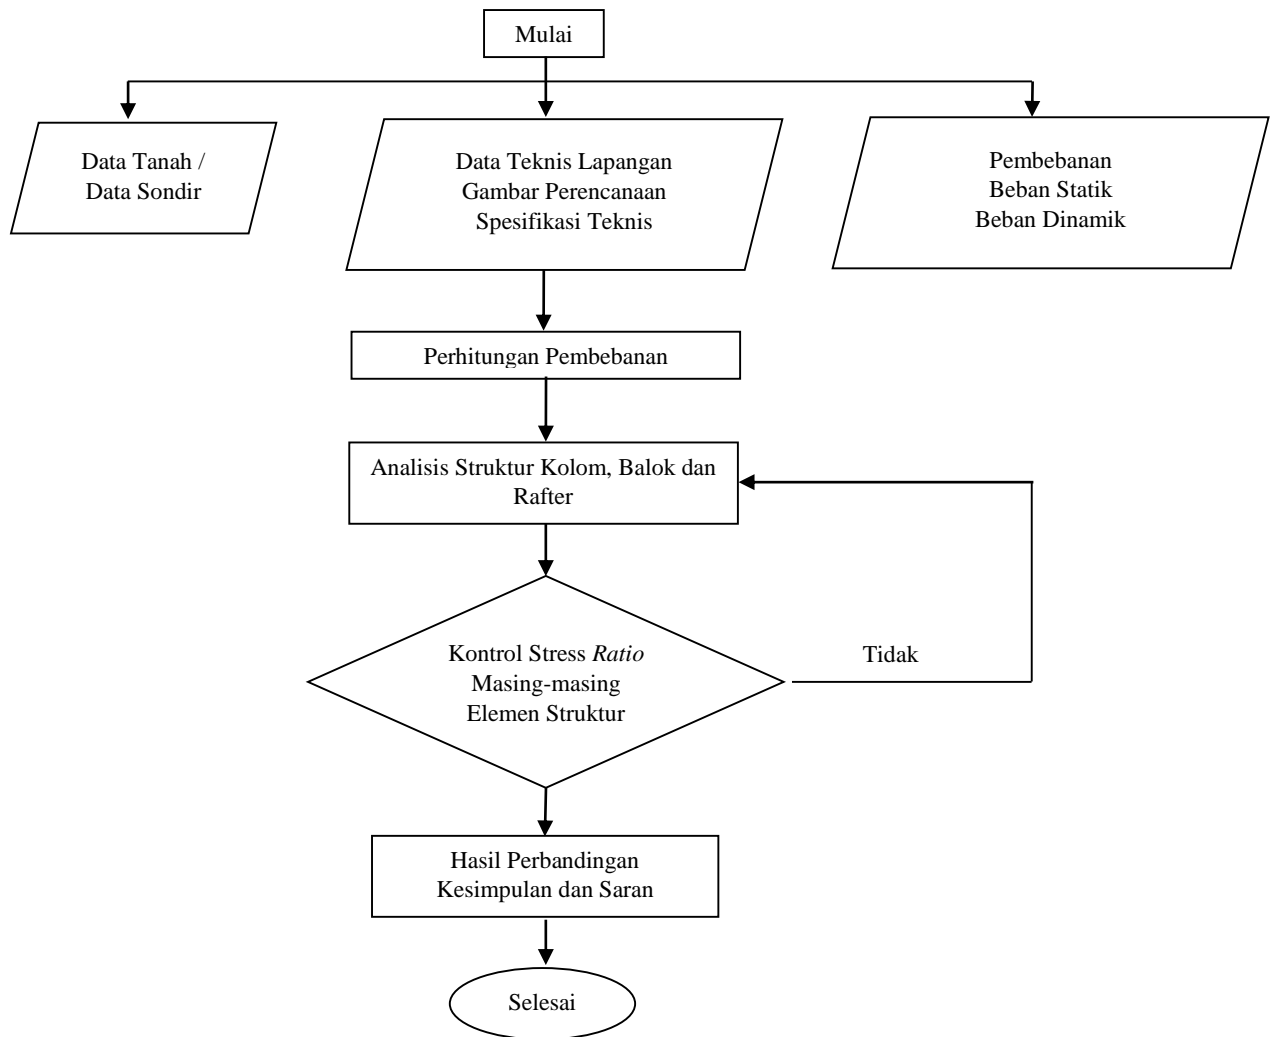 Mulai
Data Tanah /
Data Sondir
Data Teknis Lapangan
Gambar Perencanaan
Spesifikasi Teknis
Pembebanan
Beban Statik
Beban Dinamik
Perhitungan Pembebanan
Analisis Struktur Kolom, Balok dan
Rafter
Kontrol Stress Ratio
Masing-masing
Elemen Struktur
Tidak
Hasil Perbandingan
Kesimpulan dan Saran
Selesai